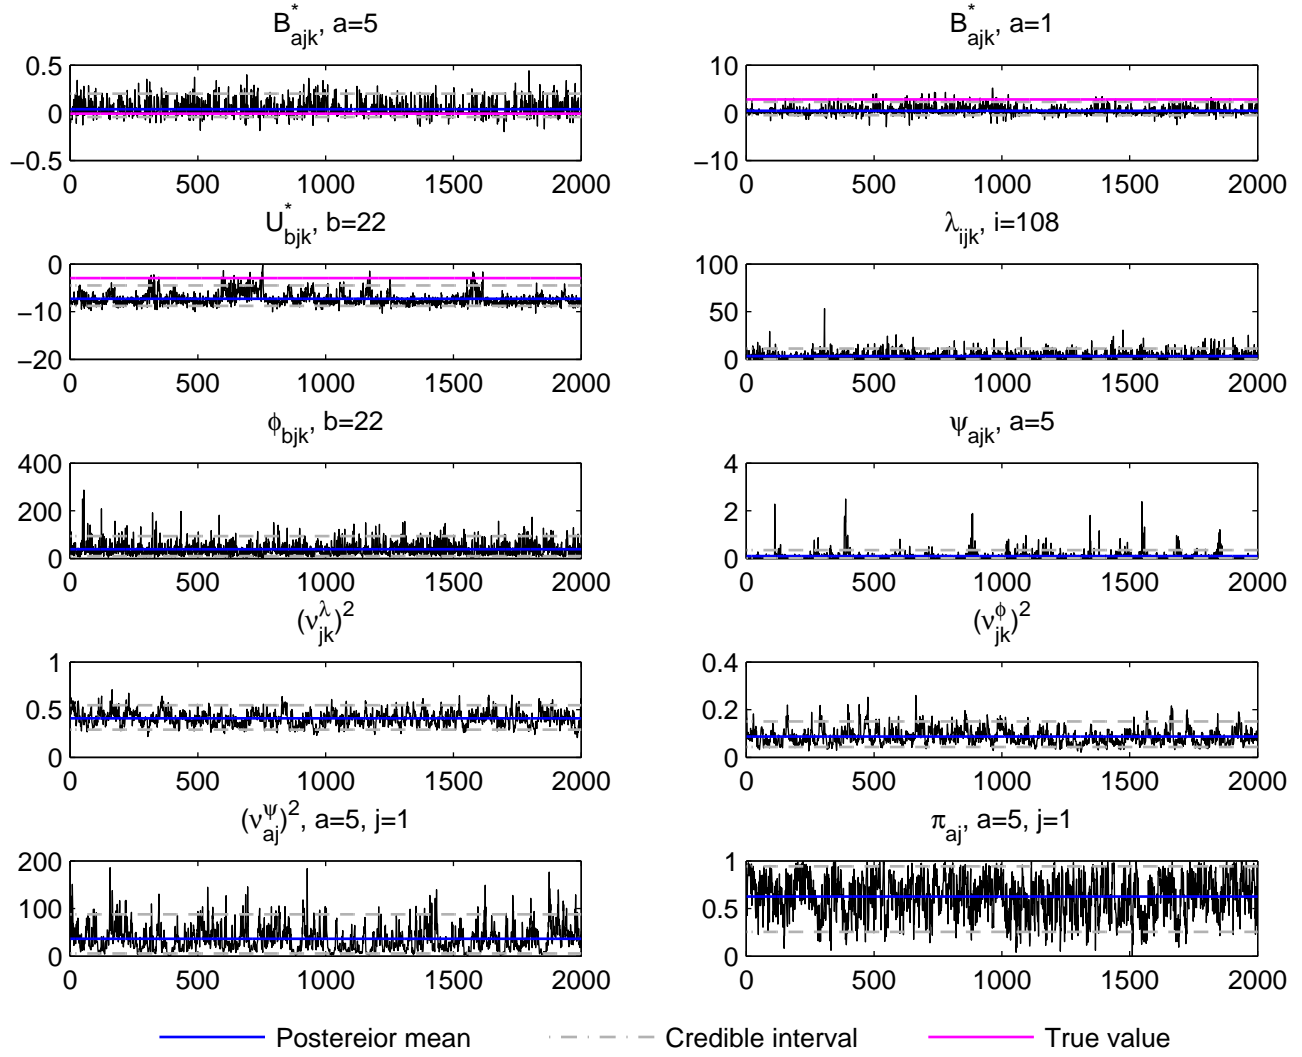 B*ajk, a=5
B*ajk, a=1
0.5
0
−0.5
0 500 1000 1500 2000
10
0
−10
0 500 1000 1500 2000
U*bjk, b=22
λijk, i=108
0
−10
−20
0 500 1000 1500 2000
100
50
0
0 500 1000 1500 2000
ϕbjk, b=22
ψajk, a=5
400
200
0
0 500 1000 1500 2000
4
2
0
0 500 1000 1500 2000
(νλjk)2
(νϕjk)2
1
0.5
0
0 500 1000 1500 2000
0.4
0.2
0
0 500 1000 1500 2000
(νψaj)2, a=5, j=1
πaj, a=5, j=1
200
100
0
0 500 1000 1500 2000
1
0.5
0
0 500 1000 1500 2000
Postereior mean
Credible interval
True value